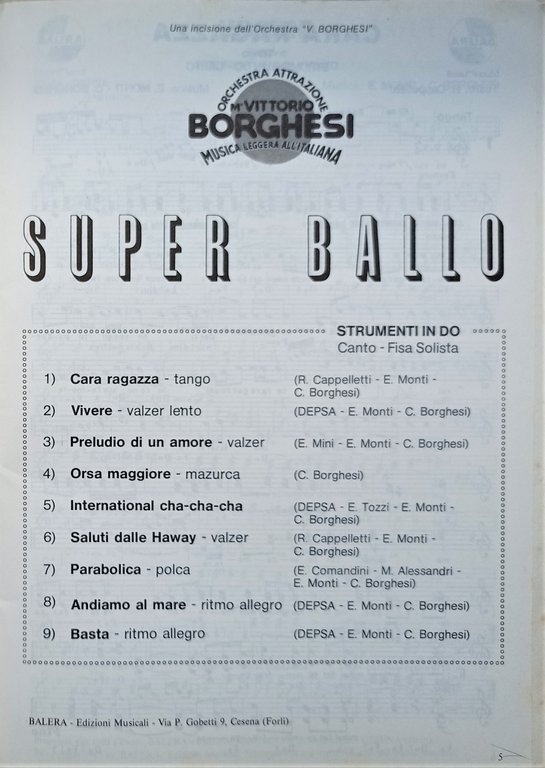 Una incisione dell'Orchestra "V. BORGHESI"
ORCHESTRA ATTRAZIONE
M° VITTORIO
BORGHESI
MUSICA LEGGERA ALL'ITALIANA
SUPER BALLO
STRUMENTI IN DO
Canto - Fisa Solista
1) Cara ragazza - tango (R. Cappelletti - E. Monti -
C. Borghesi)
2) Vivere - valzer lento (DEPSA - E. Monti - C. Borghesi)
3) Preludio di un amore - valzer (E. Mini - E. Monti - C. Borghesi)
4) Orsa maggiore - mazurca (C. Borghesi)
5) International cha-cha-cha (DEPSA - E. Tozzi - E. Monti -
C. Borghesi)
6) Saluti dalle Haway - valzer (R. Cappelletti - E. Monti -
C. Borghesi)
7) Parabolica - polca (E. Comandini - M. Alessandri -
E. Monti - C. Borghesi)
8) Andiamo al mare - ritmo allegro (DEPSA - E. Monti - C. Borghesi)
9) Basta - ritmo allegro (DEPSA - E. Monti - C. Borghesi)
BALERA - Edizioni Musicali - Via P. Gobetti 9, Cesena (Forlì)
5